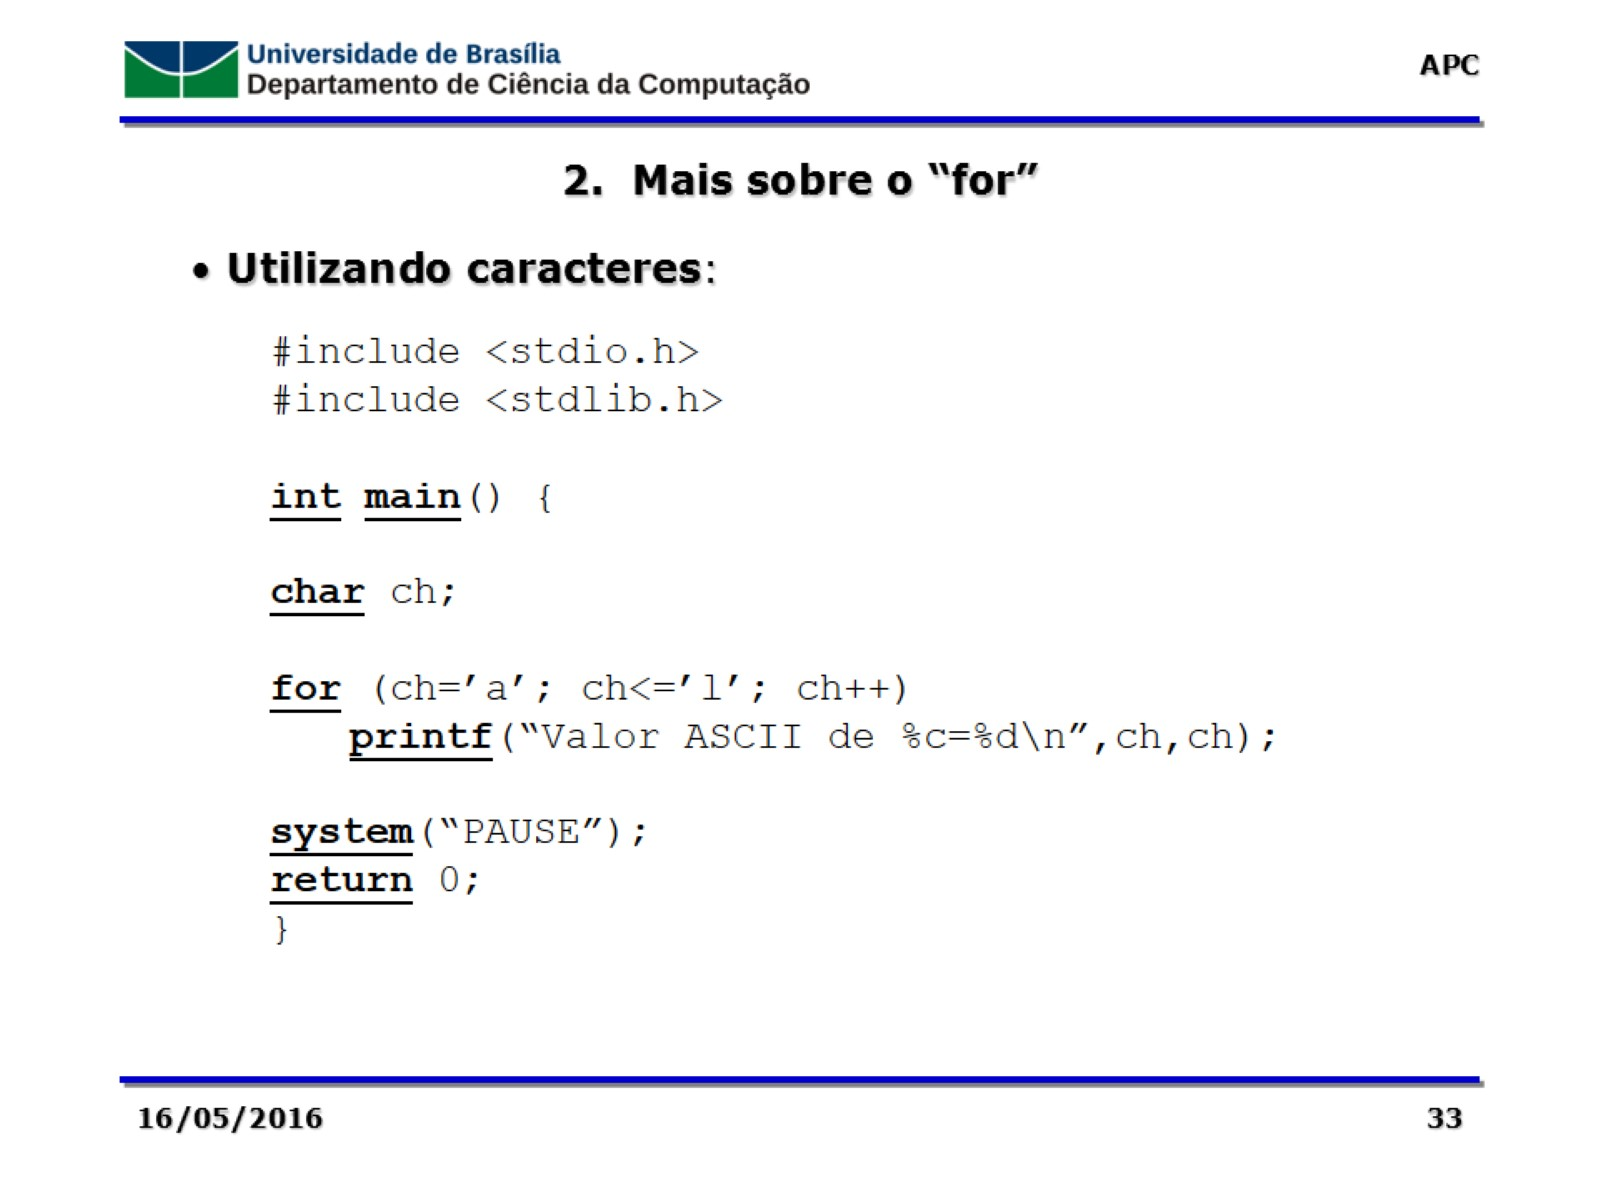 Universidade de Brasília
Departamento de Ciência da Computação
APC
2. Mais sobre o “for”
• Utilizando caracteres:
#include <stdio.h>
#include <stdlib.h>
int main() {
char ch;
for (ch=’a’; ch<=’l’; ch++)
printf(“Valor ASCII de %c=%d\n”,ch,ch);
system(“PAUSE”);
return 0;
}
16/05/2016
33